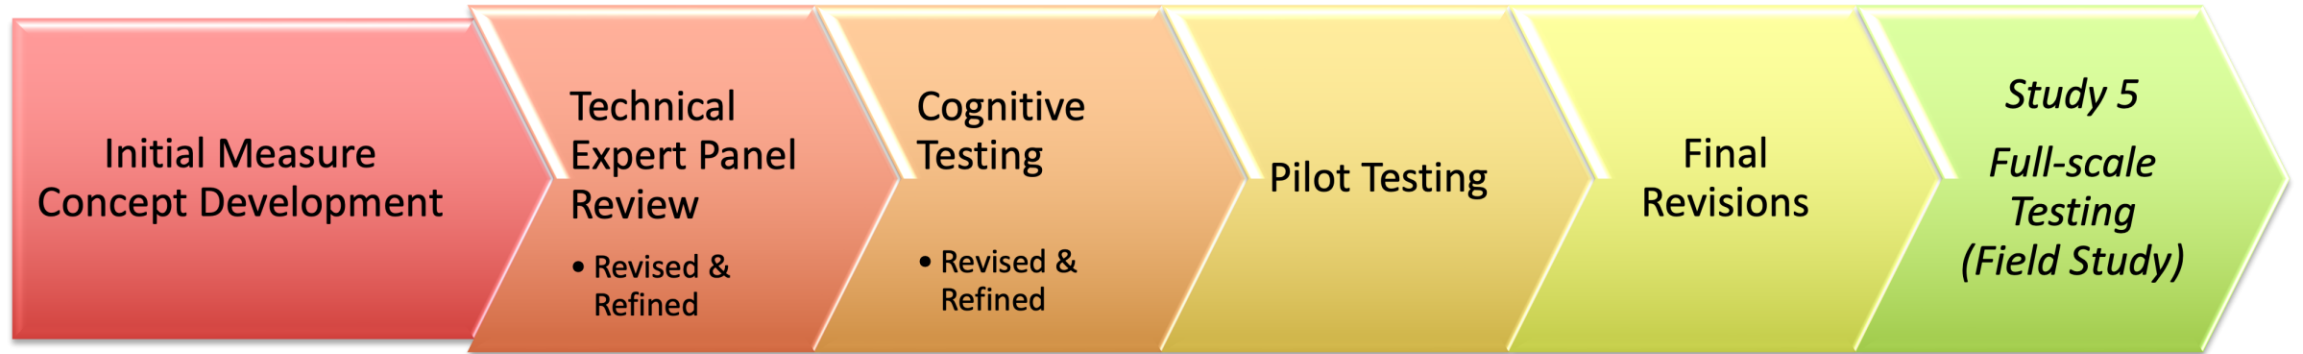 Initial Measure
Concept Development
Technical
Expert Panel
Review
• Revised &
Refined
Cognitive
Testing
• Revised &
Refined
Pilot Testing
Final
Revisions
Study 5
Full-scale
Testing
(Field Study)